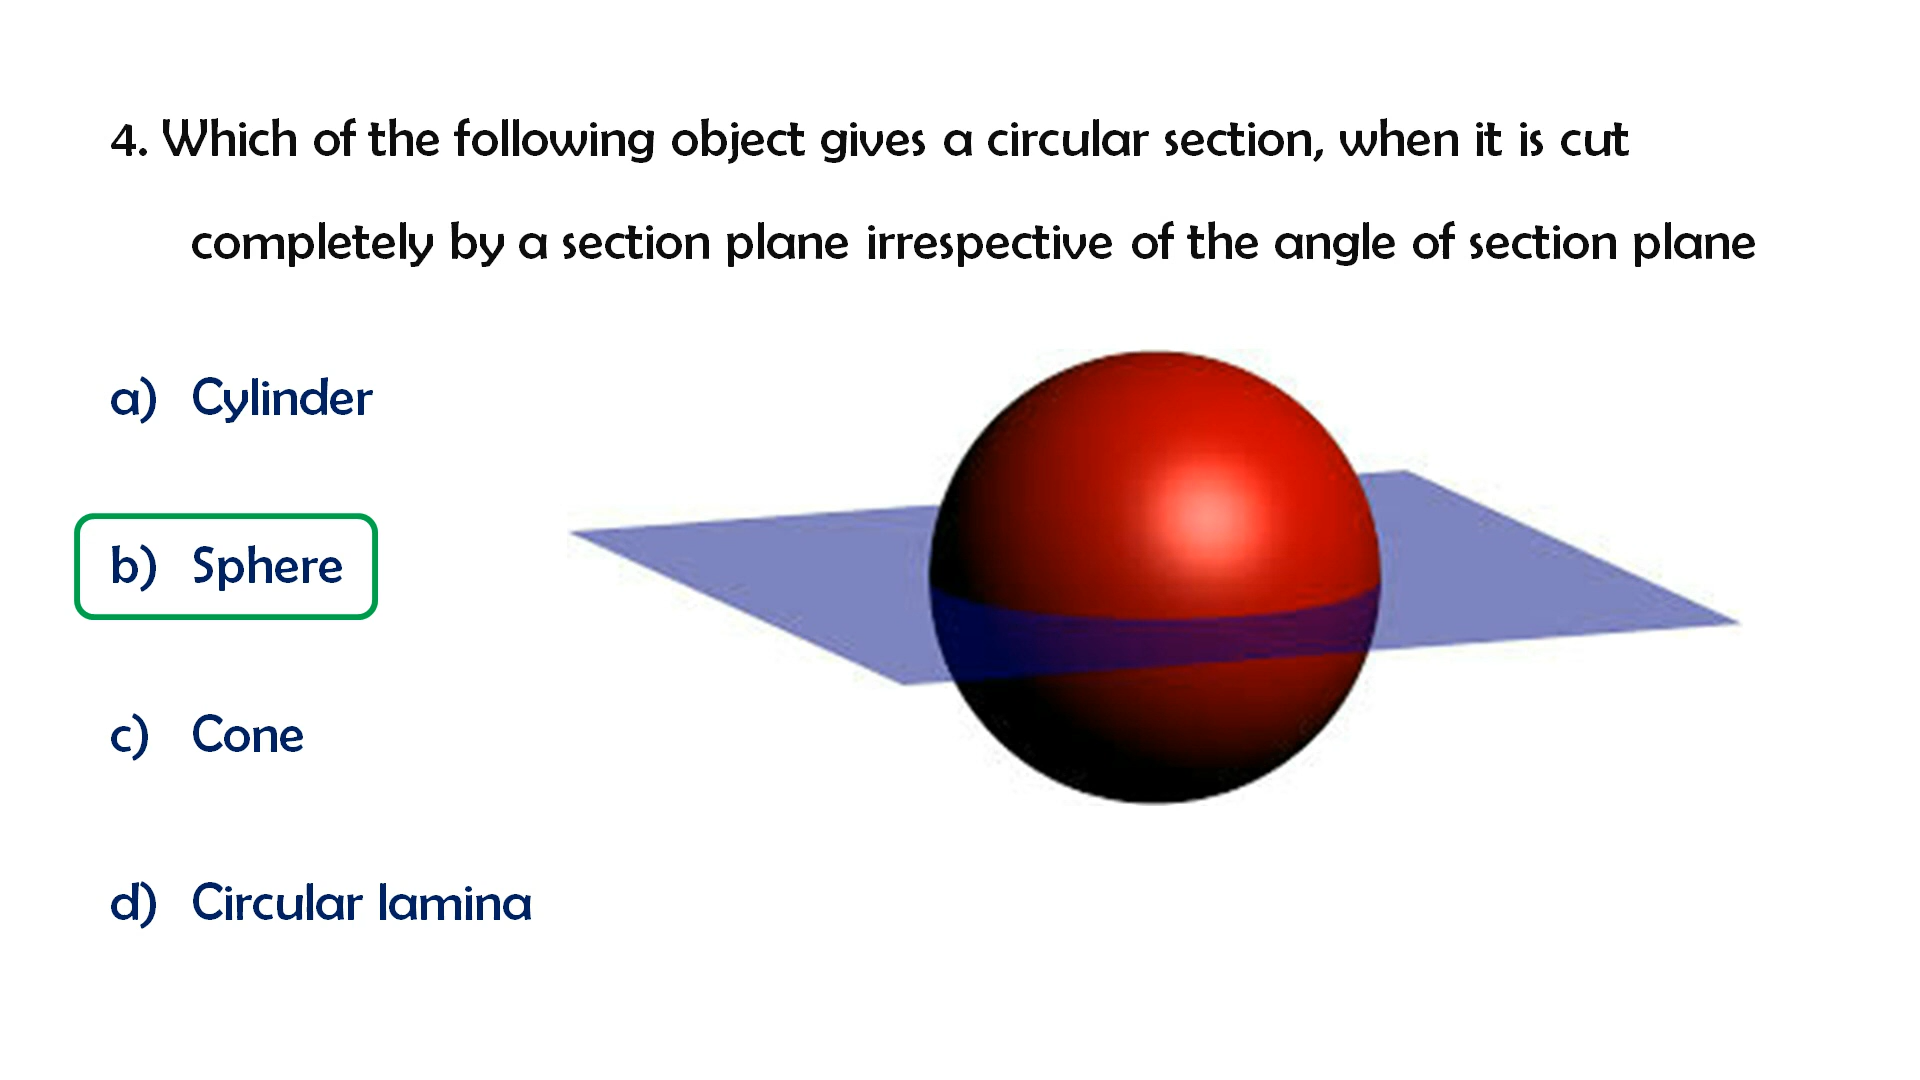 4. Which of the following object gives a circular section, when it is cut
completely by a section plane irrespective of the angle of section plane
a) Cylinder
b) Sphere
c) Cone
d) Circular lamina